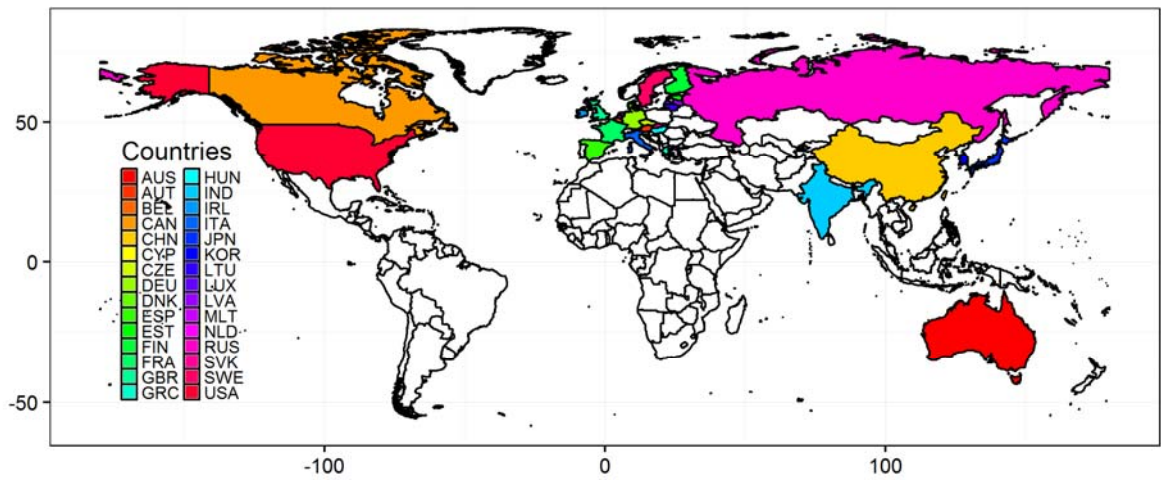 50
0
-50
-100
0
100
Countries
AUS HUN
AUT IND
BEL IRL
CAN ITA
CHN JPN
CYP KOR
CZE LTU
DEU LUX
DNK LVA
ESP MLT
EST NLD
FIN RUS
FRA SVK
GBR SWE
GRC USA